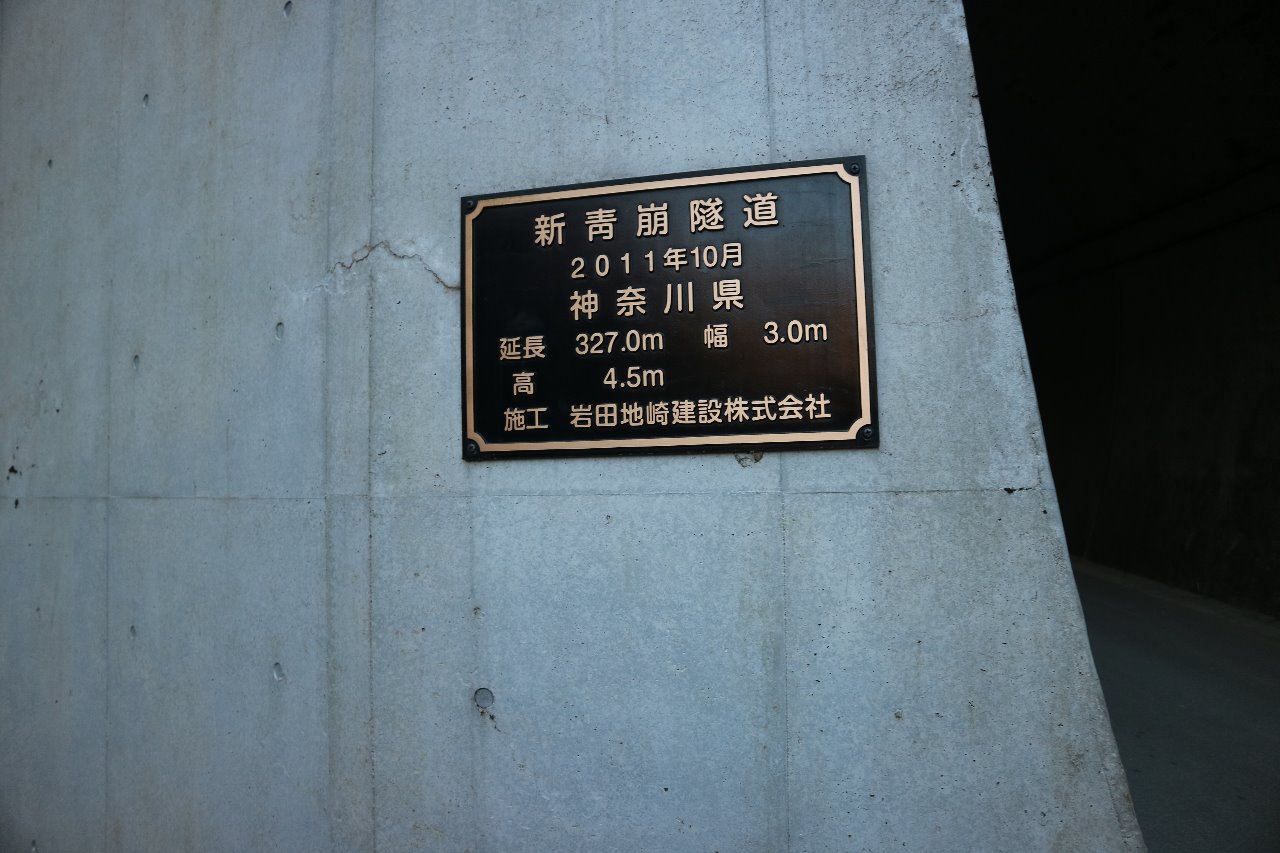 新青崩隧道
2011年10月
神奈川県
延長 327.0m 幅 3.0m
高 4.5m
施工 岩田地崎建設株式会社